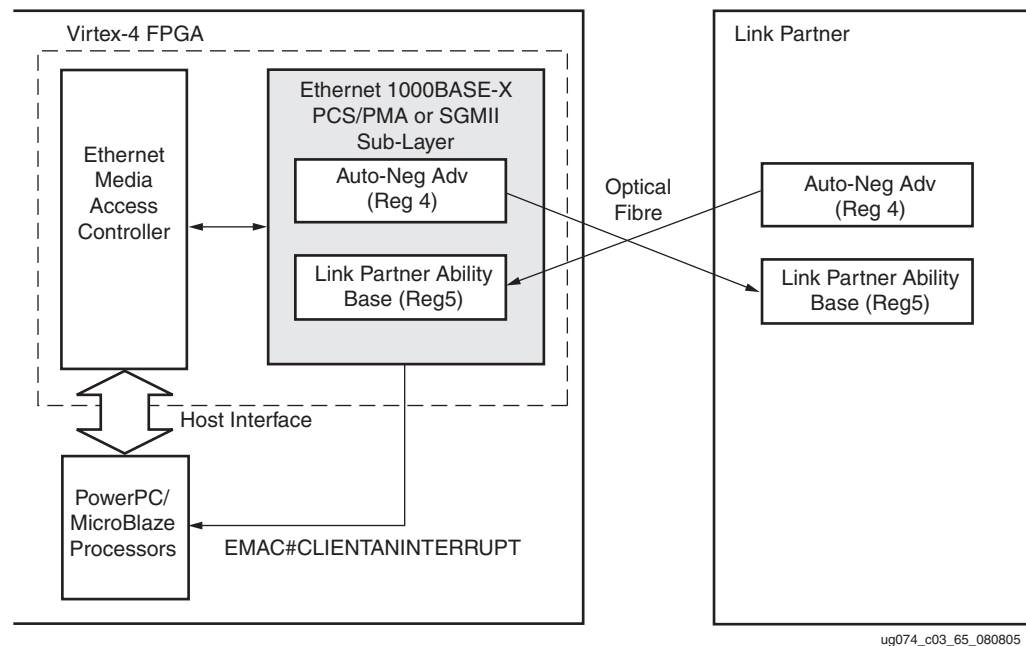 Virtex-4 FPGA
Ethernet
Media
Access
Controller
Ethernet 1000BASE-X
PCS/PMA or SGMII
Sub-Layer
Auto-Neg Adv
(Reg 4)
Link Partner Ability
Base (Reg5)
Host Interface
PowerPC/
MicroBlaze
Processors
EMAC#CLIENTANINTERRUPT
Optical
Fibre
Link Partner
Auto-Neg Adv
(Reg 4)
Link Partner Ability
Base (Reg5)
ug074_c03_65_080805